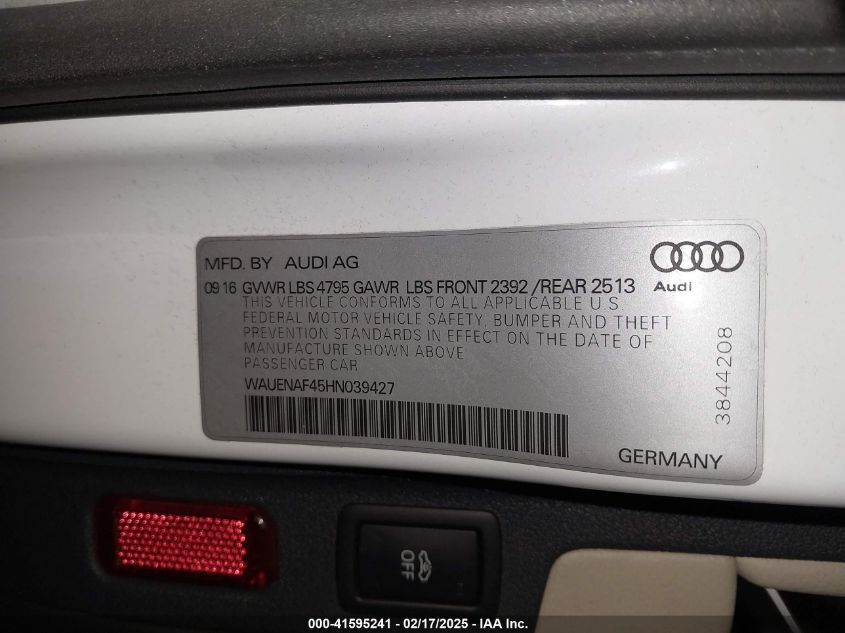 MFD. BY AUDI AG
09 16 GVWR LBS 4795 GAWR LBS FRONT 2392 /REAR 2513
Audi
THIS VEHICLE CONFORMS TO ALL APPLICABLE U.S.
FEDERAL MOTOR VEHICLE SAFETY, BUMPER AND THEFT
PREVENTION STANDARDS IN EFFECT ON THE DATE OF
MANUFACTURE SHOWN ABOVE
PASSENGER CAR
WAUENAF45HN039427
3844208
GERMANY
OFF
000-41595241 - 02/17/2025 - IAA Inc.